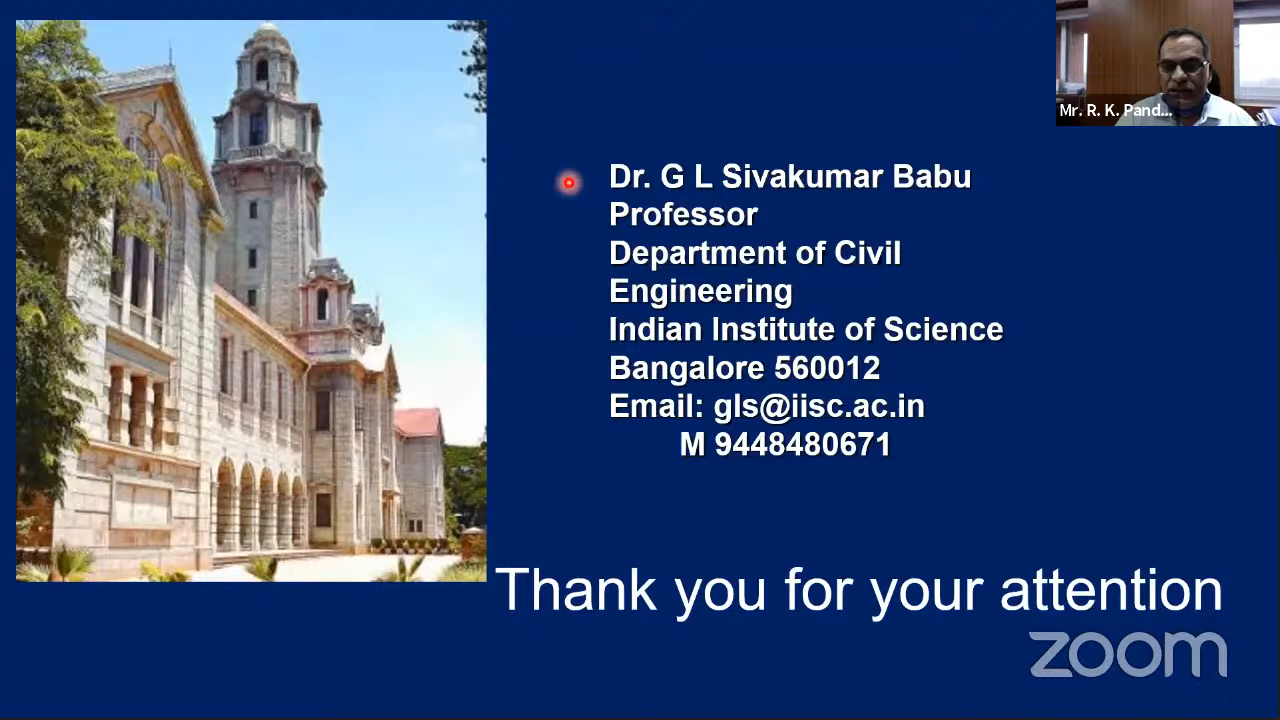 Mr. R. K. Pand...
Dr. G L Sivakumar Babu
Professor
Department of Civil
Engineering
Indian Institute of Science
Bangalore 560012
Email: gls@iisc.ac.in
M 9448480671
Thank you for your attention
zoom